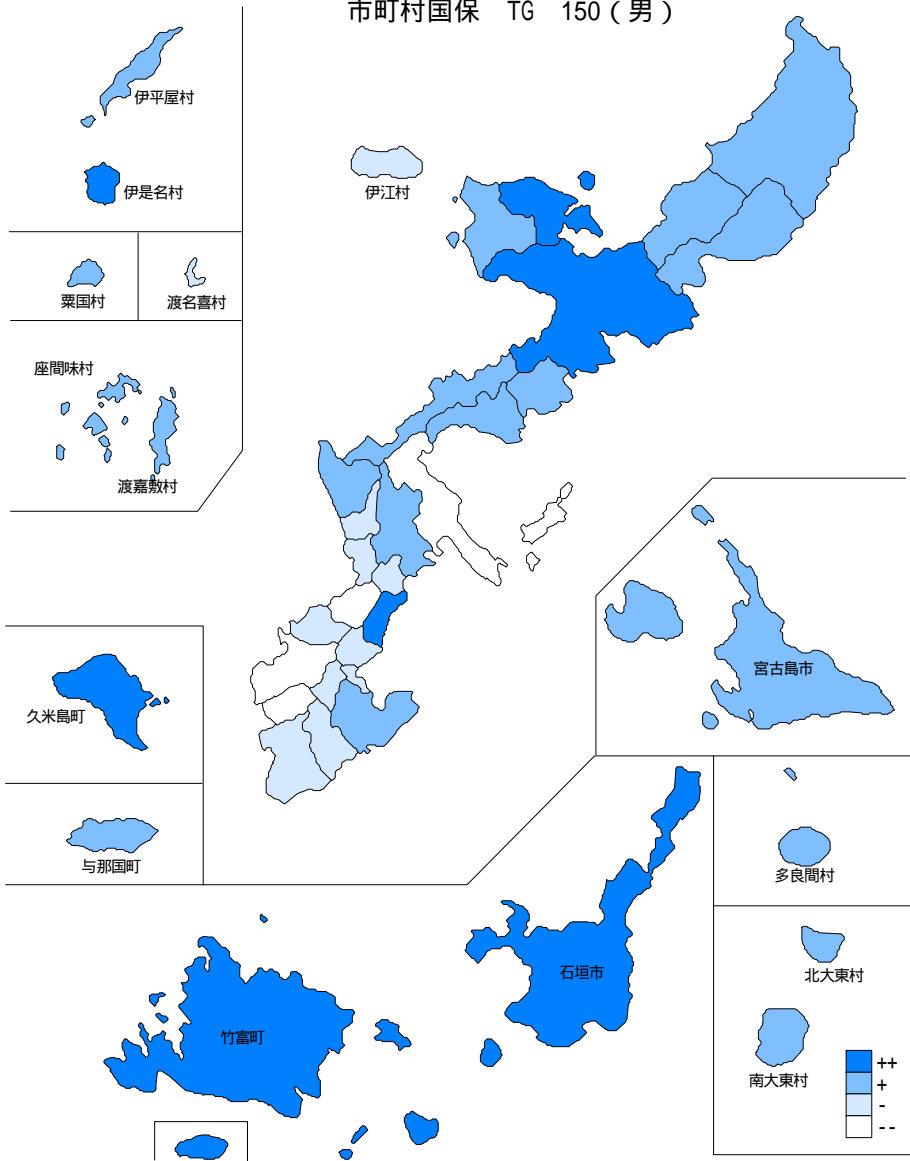 市町村国保 TG 150(男)
伊平屋村
伊是名村
伊江村
粟国村
渡名喜村
座間味村
渡嘉敷村
宮古島市
久米島町
与那国町
多良間村
北大東村
石垣市
竹富町
南大東村
++
+
-
--